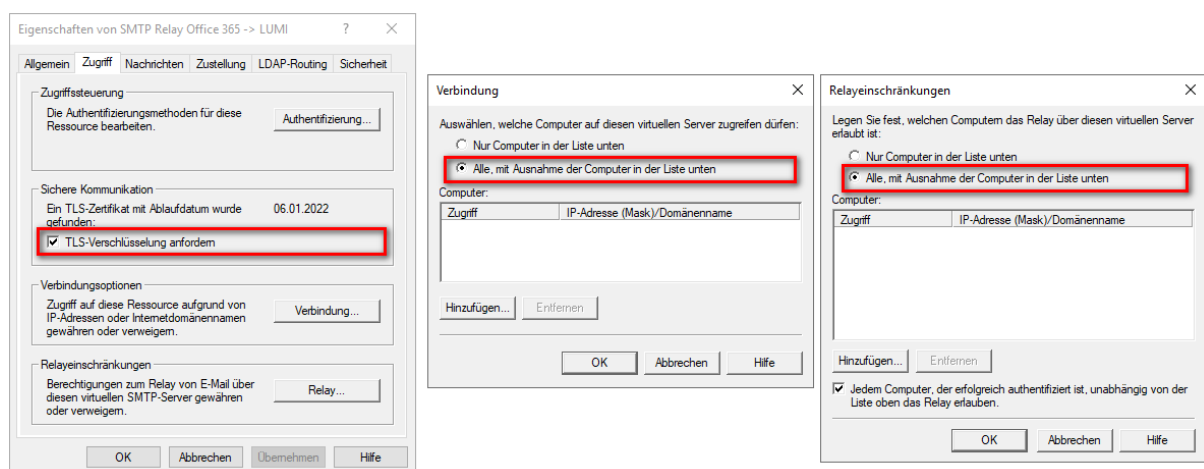 Eigenschaften von SMTP Relay Office 365 -> LUMI ? ×
Allgemein Zugriff Nachrichten Zustellung LDAP-Routing Sicherheit
Zugriffssteuerung
Die Authentifizierungsmethoden für diese
Ressource bearbeiten.
Authentifizierung...
Sichere Kommunikation
Ein TLS-Zertifikat mit Ablaufdatum wurde
gefunden:
06.01.2022
TLS-Verschlüsselung anfordern
Verbindungsoptionen
Zugriff auf diese Ressource aufgrund von
IP-Adressen oder Internetdomänennamen
gewähren oder verweigern.
Verbindung...
Relayeinschränkungen
Berechtigungen zum Relay von E-Mail über
diesen virtuellen SMTP-Server gewähren
oder verweigern.
Relay...
OK Abbrechen Übernehmen Hilfe
Verbindung ×
Auswählen, welche Computer auf diesen virtuellen Server zugreifen dürfen:
Nur Computer in der Liste unten
Alle, mit Ausnahme der Computer in der Liste unten
Computer:
Zugriff IP-Adresse (Mask)/Domänenname
Hinzufügen... Entfernen
OK Abbrechen Hilfe
Relayeinschränkungen ×
Legen Sie fest, welchen Computern das Relay über diesen virtuellen Server
erlaubt ist:
Nur Computer in der Liste unten
Alle, mit Ausnahme der Computer in der Liste unten
Computer:
Zugriff IP-Adresse (Mask)/Domänenname
Hinzufügen... Entfernen
Jedem Computer, der erfolgreich authentifiziert ist, unabhängig von der
Liste oben das Relay erlauben.
OK Abbrechen Hilfe